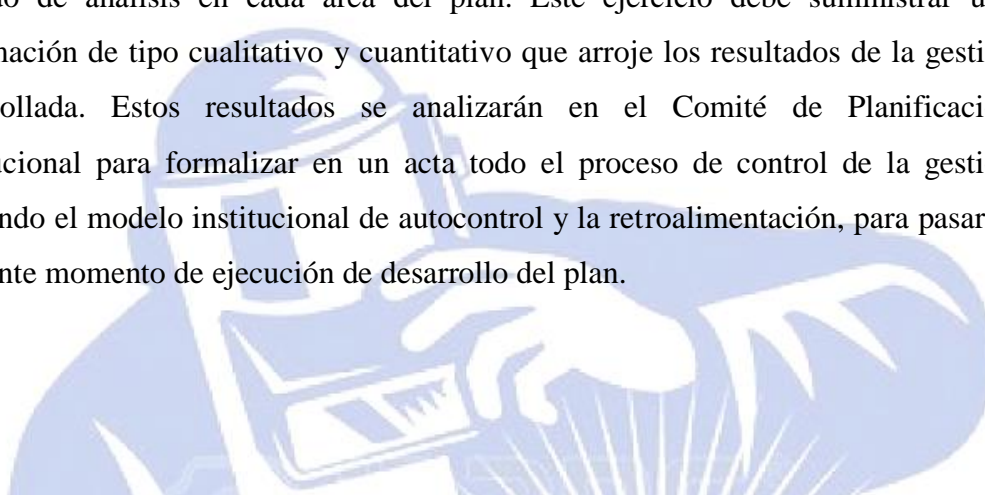 do de análisis en cada área del plan. Este ejercicio debe suministrar u
nación de tipo cualitativo y cuantitativo que arroje los resultados de la gesti
ollada. Estos resultados se analizarán en el Comité de Planificaci
ucional para formalizar en un acta todo el proceso de control de la gesti
ndo el modelo institucional de autocontrol y la retroalimentación, para pasar
nte momento de ejecución de desarrollo del plan.